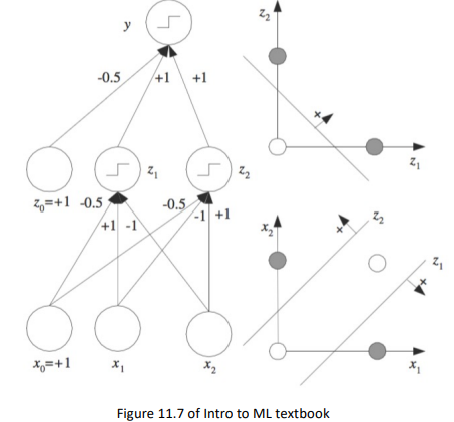 y
-0.5
+1
+1
z₂
z₁
z₀=+1
-0.5
z₁
-0.5
z₂
+1
-1
-1
+1
x₀=+1
x₁
x₂
x₂
z₂
z₁
x₁
Figure 11.7 of Intro to ML textbook